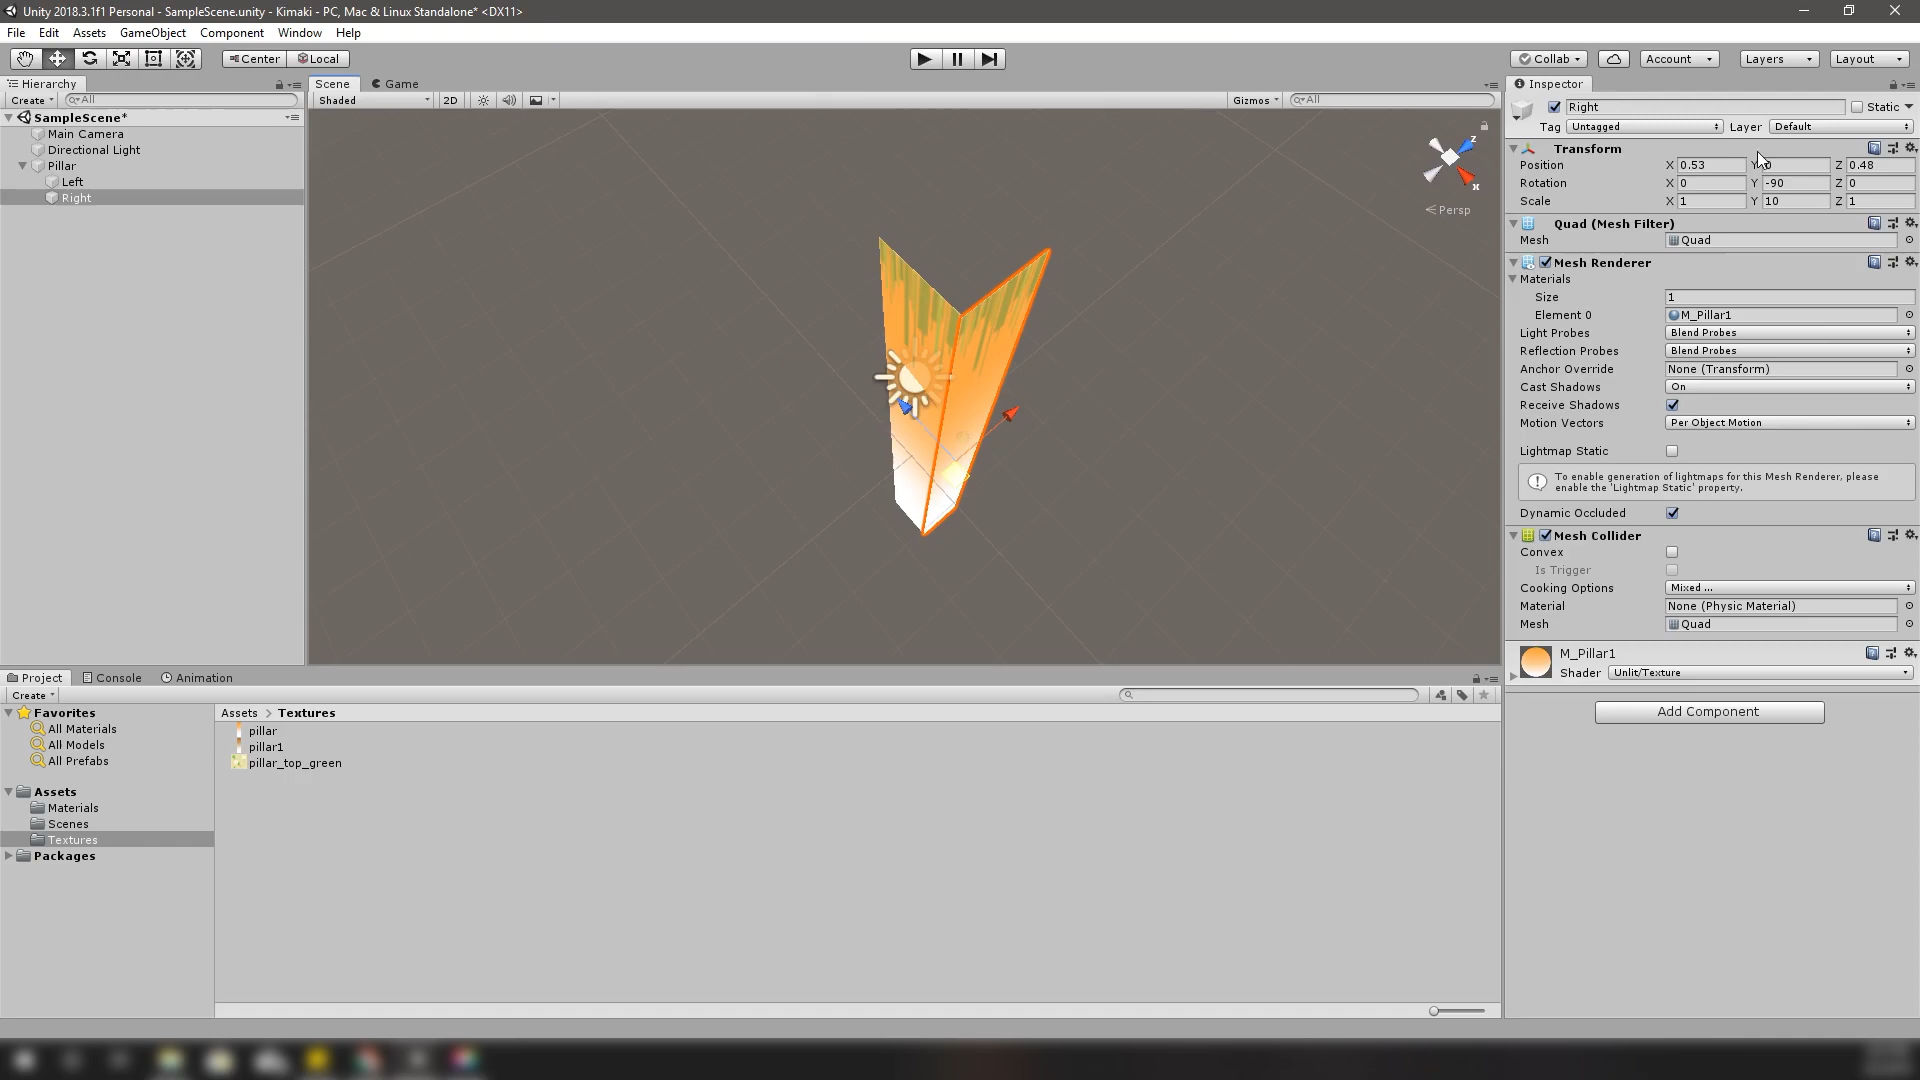 Unity 2018.3.1f1 Personal - SampleScene.unity - Kimaki - PC, Mac & Linux Standalone* <DX11>
File Edit Assets GameObject Component Window Help
Center Local Collab Account Layers Layout
Hierarchy
Create All
SampleScene*
Main Camera
Directional Light
Pillar
Left
Right
Scene Game
Shaded 2D Gizmos All
z
x
Persp
Inspector
Right Static
Tag Untagged Layer Default
Transform
Position X 0.53 Y 0 Z 0.48
Rotation X 0 Y -90 Z 0
Scale X 1 Y 10 Z 1
Quad (Mesh Filter)
Mesh Quad
Mesh Renderer
Materials
Size 1
Element 0 M_Pillar1
Light Probes Blend Probes
Reflection Probes Blend Probes
Anchor Override None (Transform)
Cast Shadows On
Receive Shadows
Motion Vectors Per Object Motion
Lightmap Static
To enable generation of lightmaps for this Mesh Renderer, please
enable the 'Lightmap Static' property.
Dynamic Occluded
Mesh Collider
Convex
Is Trigger
Cooking Options Mixed ...
Material None (Physic Material)
Mesh Quad
M_Pillar1
Shader Unlit/Texture
Add Component
Project Console Animation
Create
Favorites
All Materials
All Models
All Prefabs
Assets
Materials
Scenes
Textures
Packages
Assets > Textures
pillar
pillar1
pillar_top_green